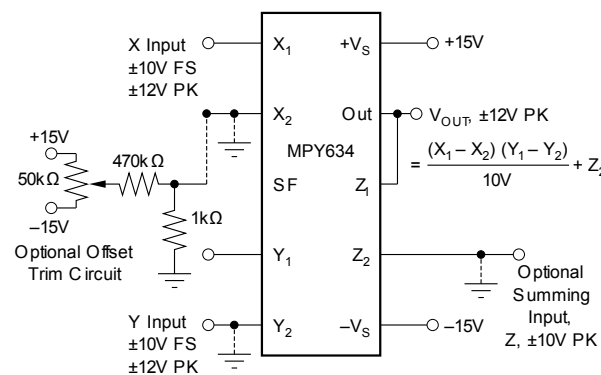 X Input
±10V FS
±12V PK
X1
+VS
+15V
X2
Out
VOUT, ±12V PK
MPY634
= (X1 – X2) (Y1 – Y2) / 10V + Z2
+15V
470kΩ
50kΩ
SF
Z1
–15V
1kΩ
Optional Offset
Trim Circuit
Y1
Z2
Optional
Summing
Input,
Z, ±10V PK
Y Input
±10V FS
±12V PK
Y2
–VS
–15V